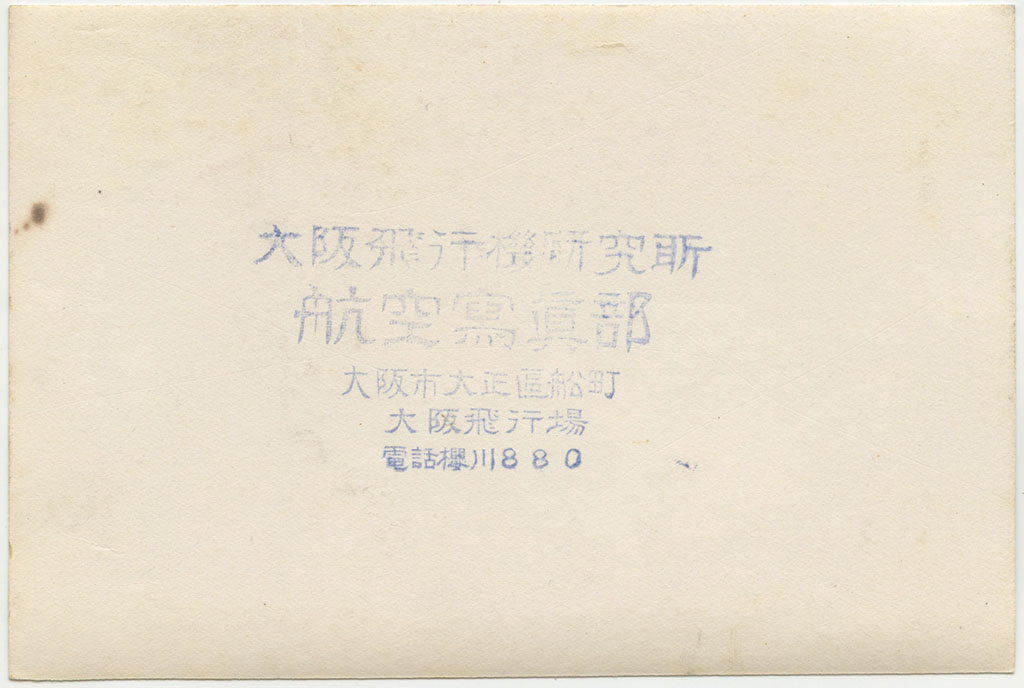 大阪飛行機研究所
航空寫眞部
大阪市大正區船町
大阪飛行場
電話櫻川880